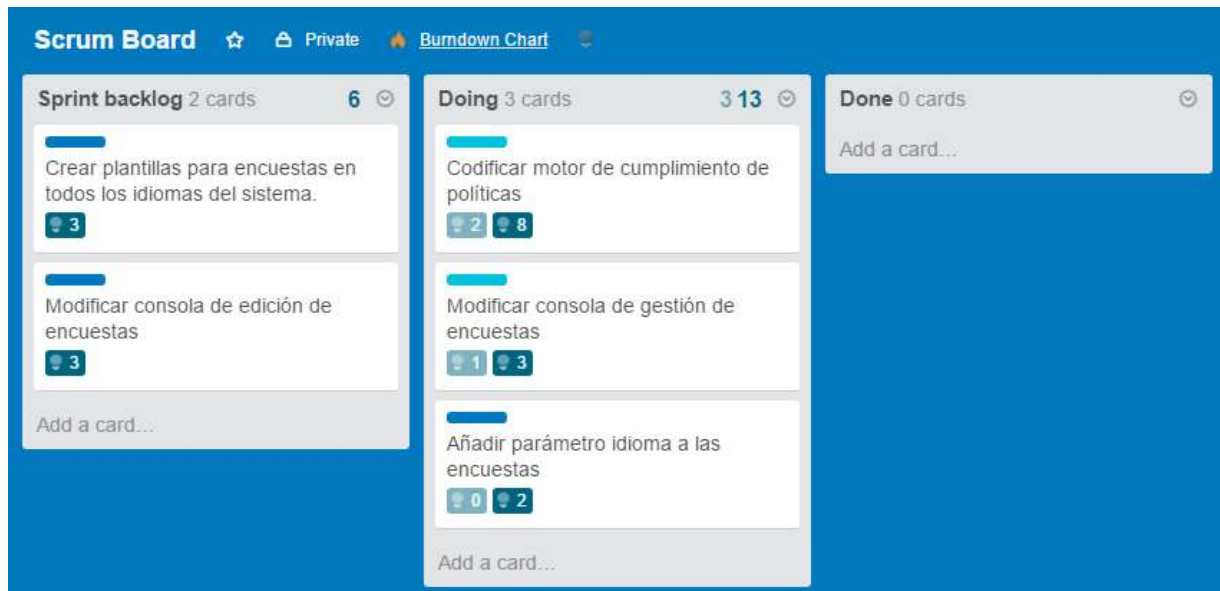 Scrum Board Private Burndown Chart
Sprint backlog 2 cards 6
Crear plantillas para encuestas en
todos los idiomas del sistema.
3
Modificar consola de edición de
encuestas
3
Add a card...
Doing 3 cards 3 13
Codificar motor de cumplimiento de
políticas
2 8
Modificar consola de gestión de
encuestas
1 3
Añadir parámetro idioma a las
encuestas
0 2
Add a card...
Done 0 cards
Add a card...